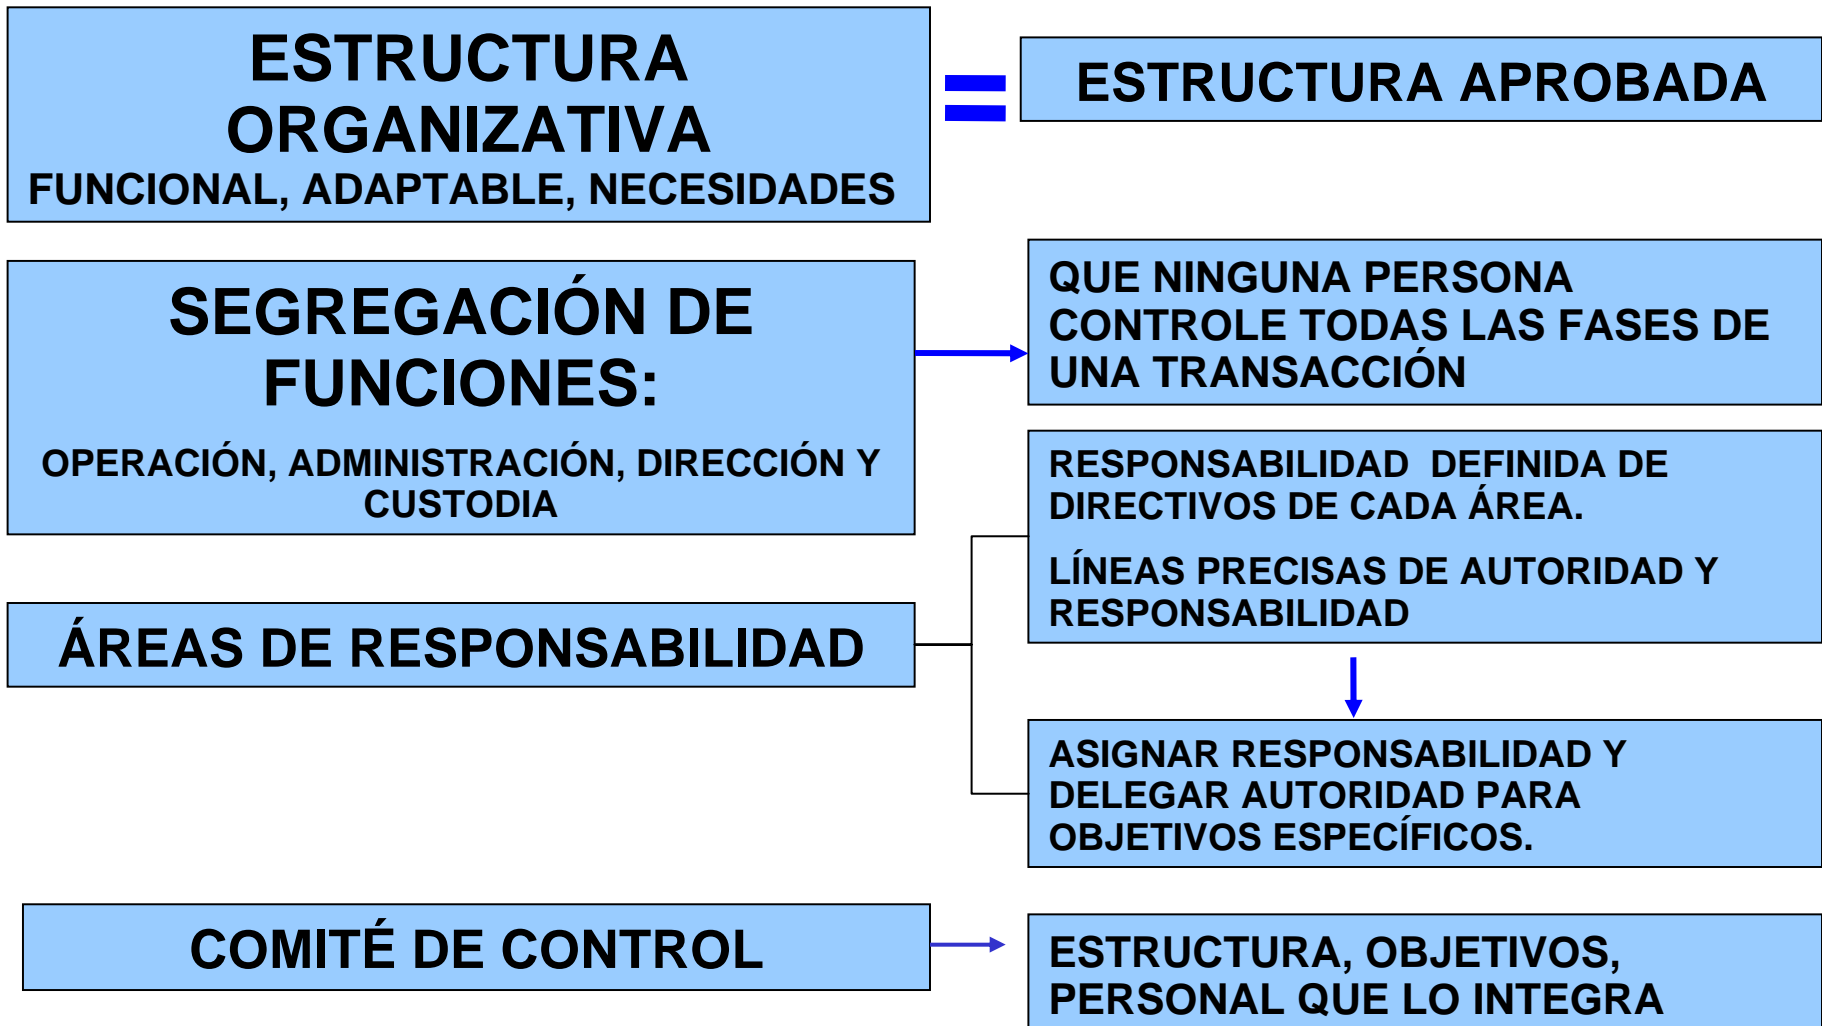 ESTRUCTURA
ORGANIZATIVA
FUNCIONAL, ADAPTABLE, NECESIDADES
ESTRUCTURA APROBADA
SEGREGACIÓN DE
FUNCIONES:
OPERACIÓN, ADMINISTRACIÓN, DIRECCIÓN Y
CUSTODIA
QUE NINGUNA PERSONA
CONTROLE TODAS LAS FASES DE
UNA TRANSACCIÓN
ÁREAS DE RESPONSABILIDAD
RESPONSABILIDAD DEFINIDA DE
DIRECTIVOS DE CADA ÁREA.
LÍNEAS PRECISAS DE AUTORIDAD Y
RESPONSABILIDAD
ASIGNAR RESPONSABILIDAD Y
DELEGAR AUTORIDAD PARA
OBJETIVOS ESPECÍFICOS.
COMITÉ DE CONTROL
ESTRUCTURA, OBJETIVOS,
PERSONAL QUE LO INTEGRA